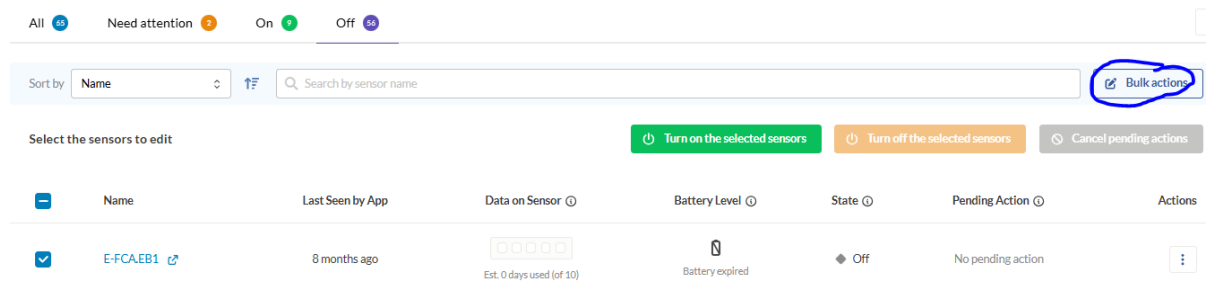 All 65 Need attention 2 On 9 Off 56
Sort by Name Search by sensor name Bulk actions
Select the sensors to edit Turn on the selected sensors Turn off the selected sensors Cancel pending actions
Name Last Seen by App Data on Sensor Battery Level State Pending Action Actions
E-FCA.EB1 8 months ago Est. 0 days used (of 10) Battery expired Off No pending action